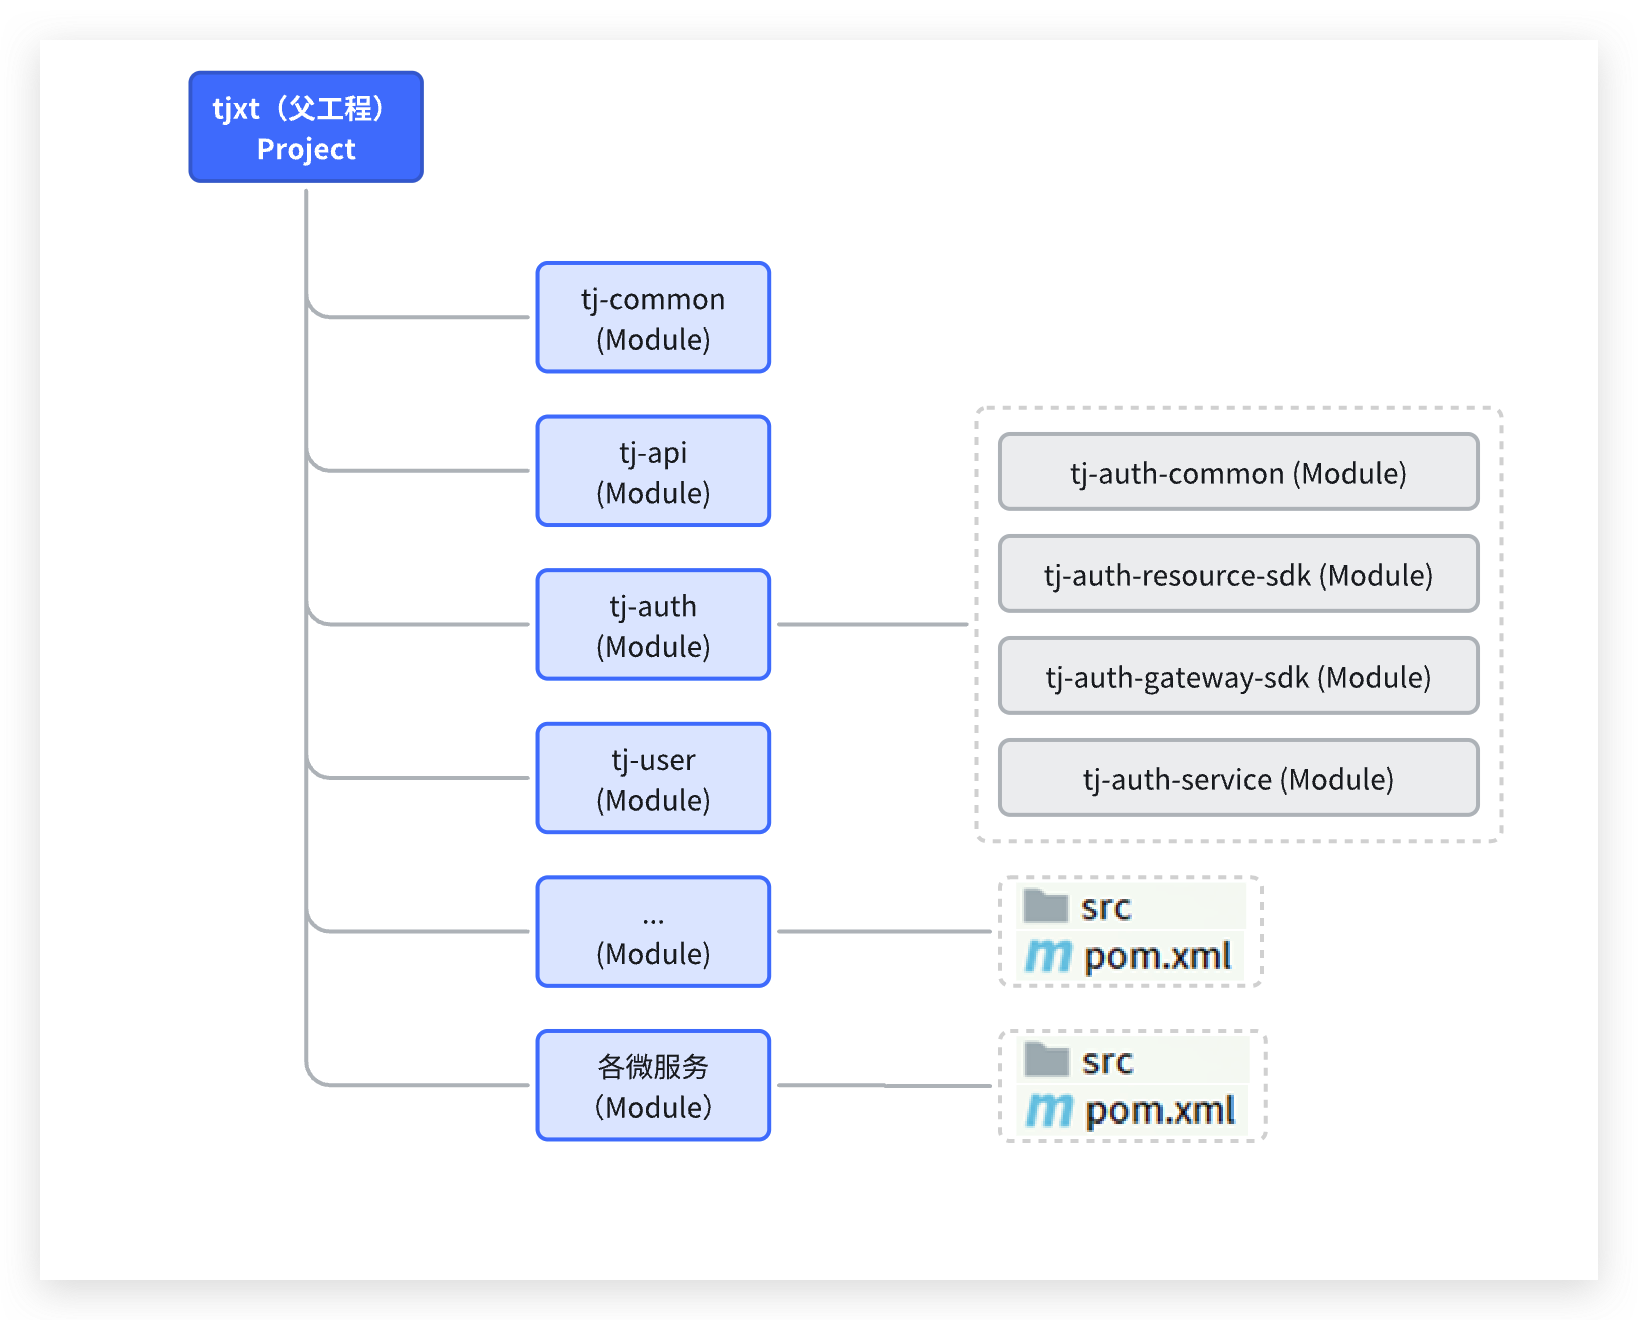 tjxt（父工程）
Project
tj-common
(Module)
tj-api
(Module)
tj-auth
(Module)
tj-auth-common (Module)
tj-auth-resource-sdk (Module)
tj-auth-gateway-sdk (Module)
tj-auth-service (Module)
tj-user
(Module)
...
(Module)
src
m pom.xml
各微服务
（Module）
src
m pom.xml